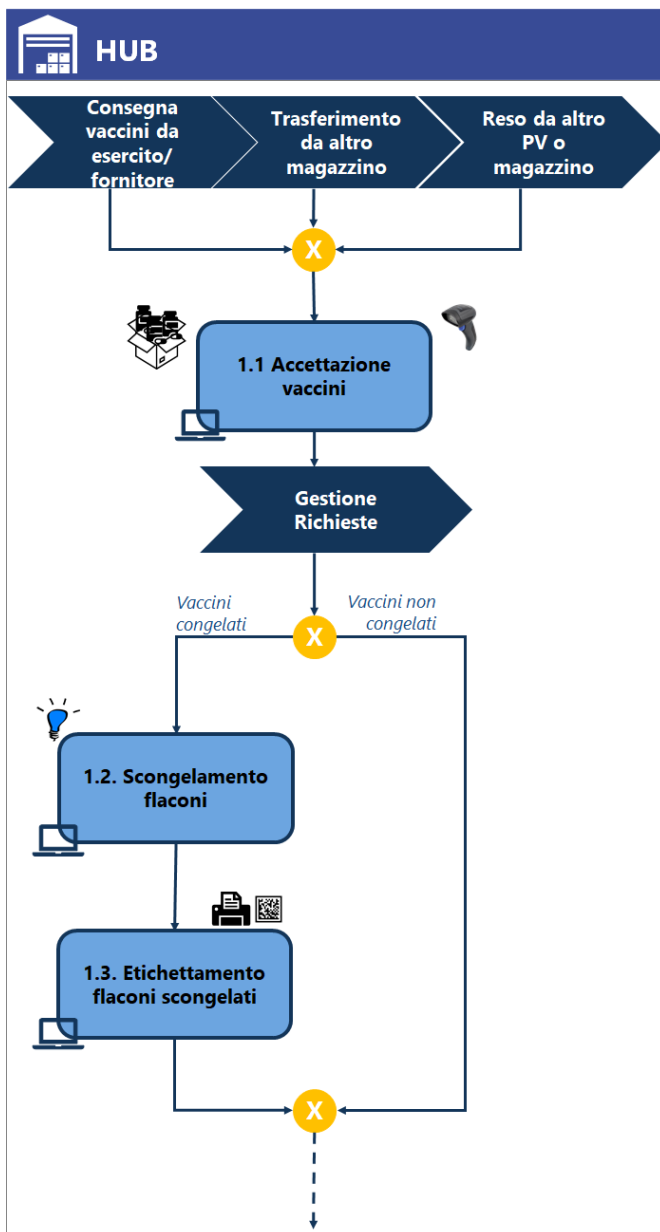 HUB
Consegna
vaccini da
esercito/
fornitore
Trasferimento
da altro
magazzino
Reso da altro
PV o
magazzino
X
1.1 Accettazione
vaccini
Gestione
Richieste
Vaccini
congelati
Vaccini non
congelati
X
1.2. Scongelamento
flaconi
1.3. Etichettamento
flaconi scongelati
X